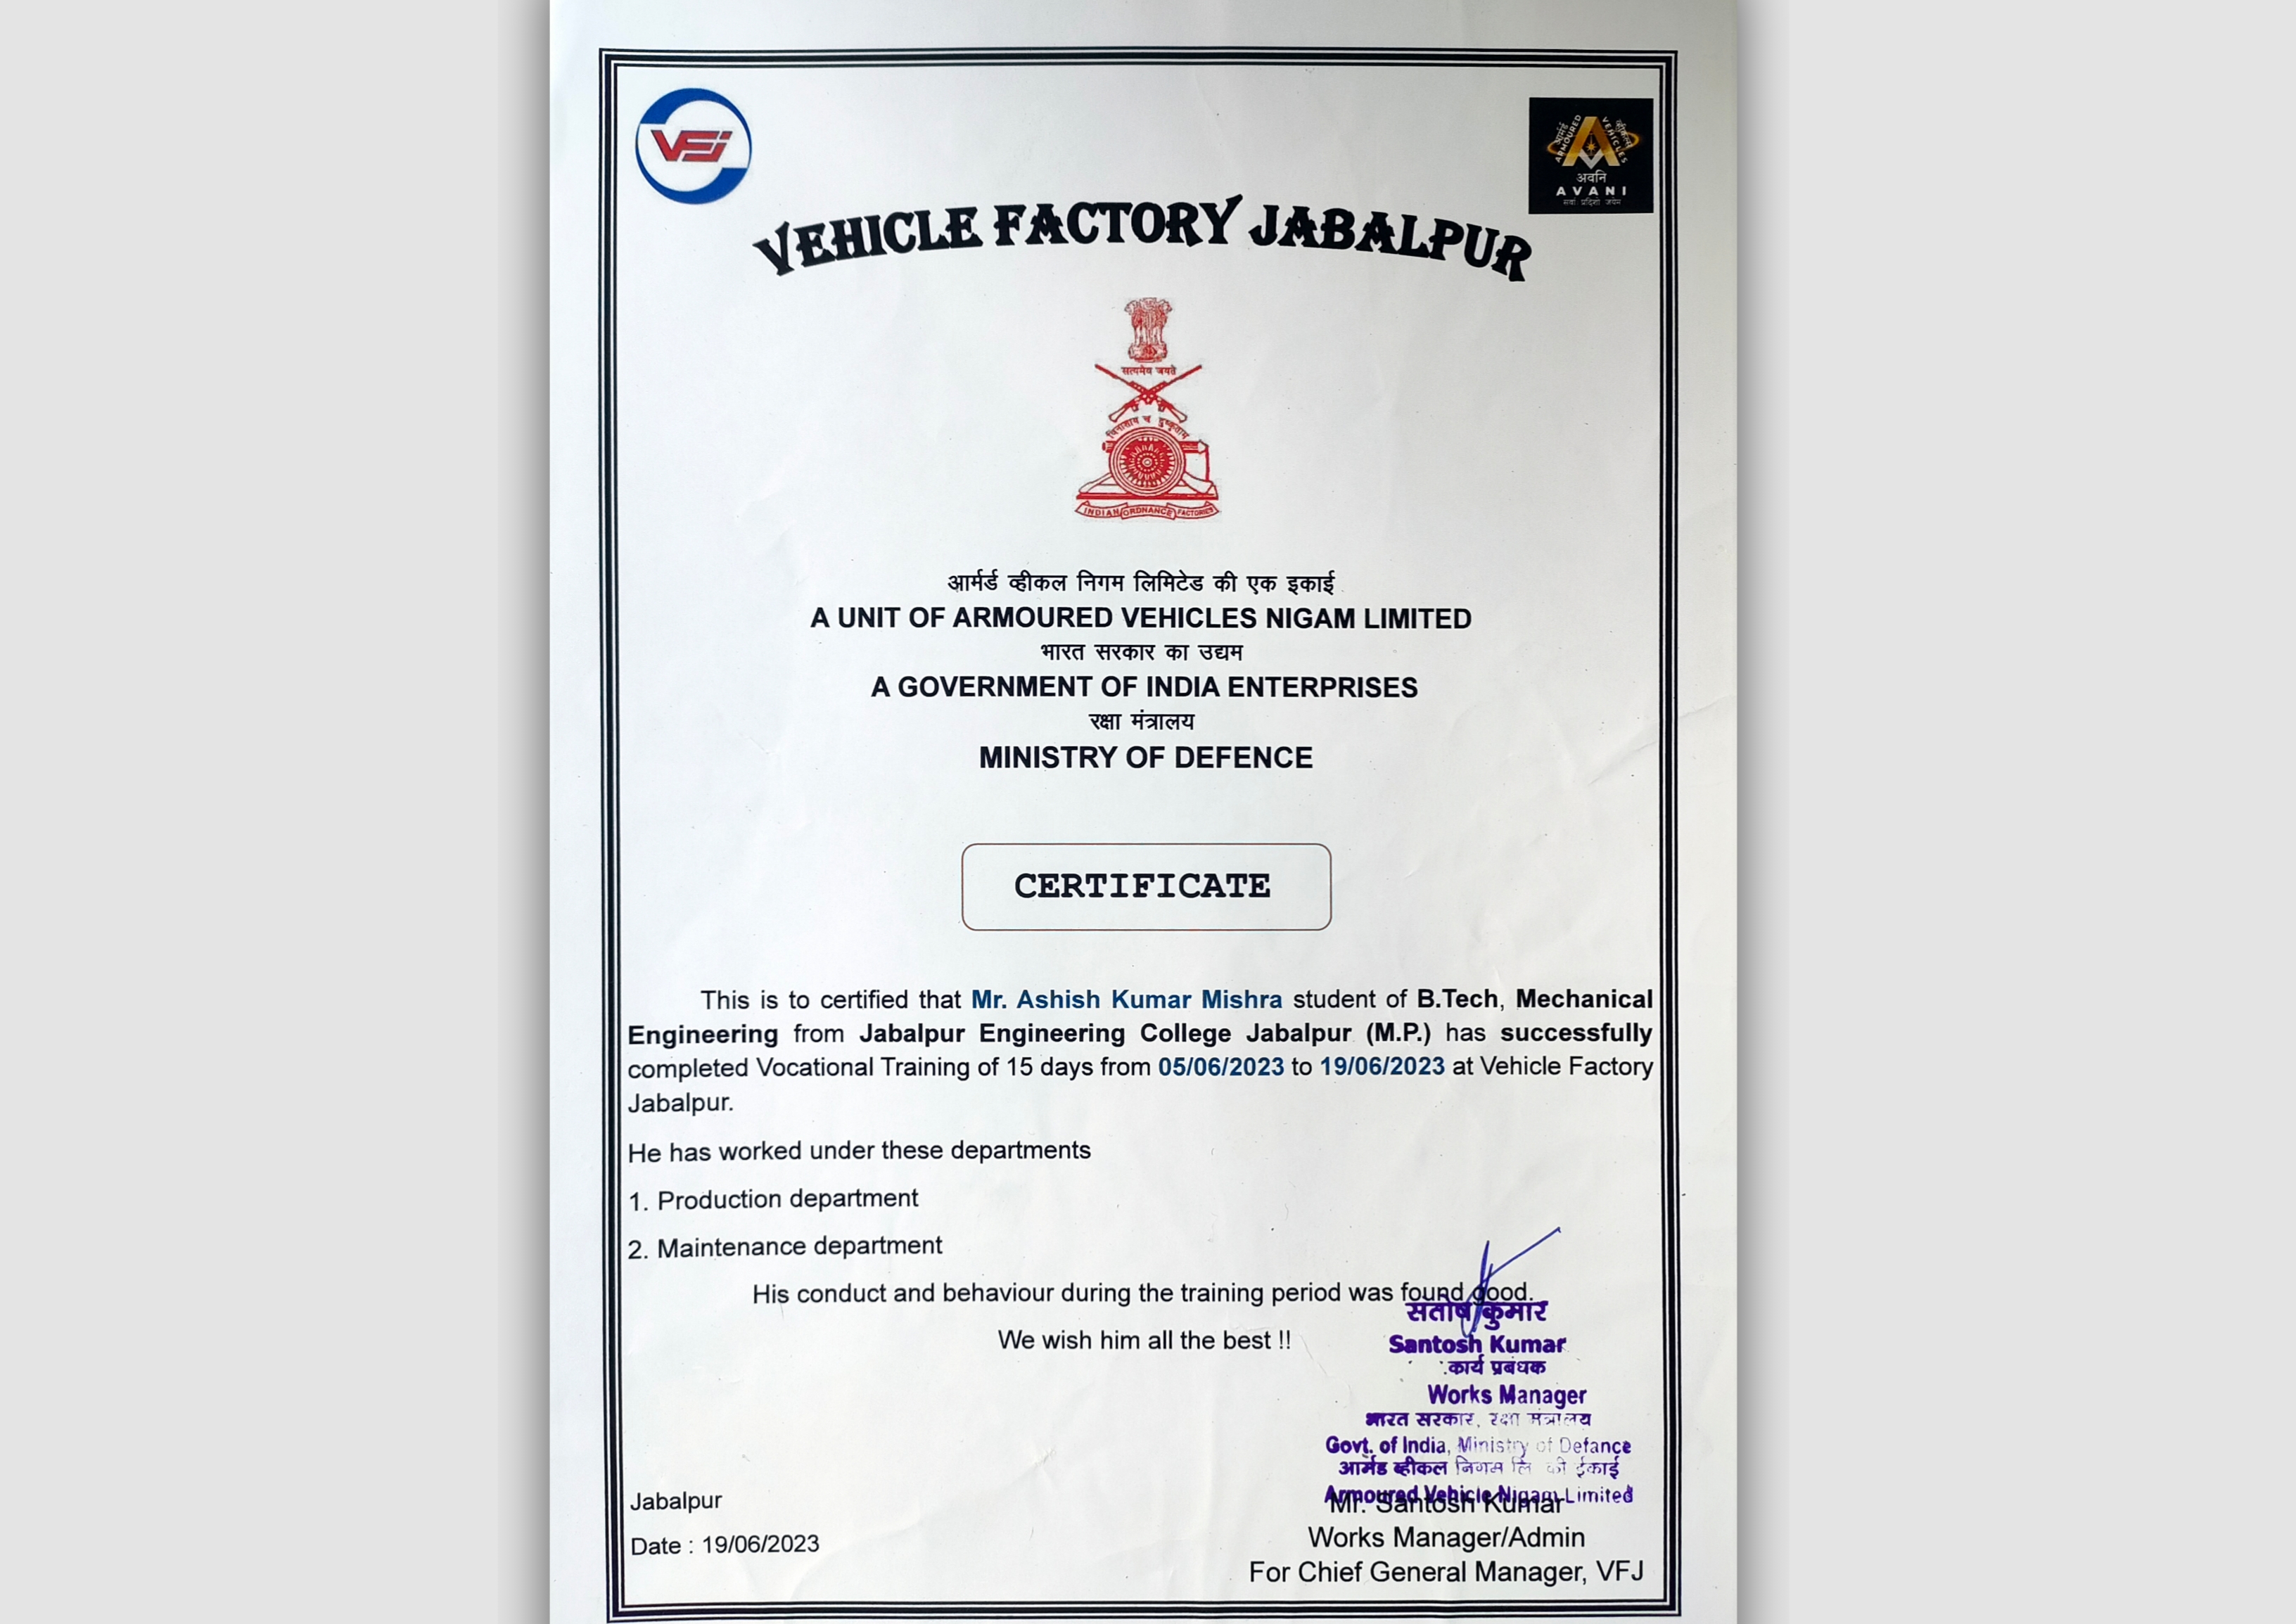 VFJ
आर्मर्ड व्हीकल्स
ARMOURED VEHICLES
अवनि
AVANI
VEHICLE FACTORY JABALPUR
सत्यमेव जयते
विनाशाय च दुष्कृताम
INDIAN ORDNANCE FACTORIES
आर्मर्ड व्हीकल निगम लिमिटेड की एक इकाई
A UNIT OF ARMOURED VEHICLES NIGAM LIMITED
भारत सरकार का उद्यम
A GOVERNMENT OF INDIA ENTERPRISES
रक्षा मंत्रालय
MINISTRY OF DEFENCE
CERTIFICATE
This is to certified that Mr. Ashish Kumar Mishra student of B.Tech, Mechanical
Engineering from Jabalpur Engineering College Jabalpur (M.P.) has successfully
completed Vocational Training of 15 days from 05/06/2023 to 19/06/2023 at Vehicle Factory
Jabalpur.
He has worked under these departments
1. Production department
2. Maintenance department
His conduct and behaviour during the training period was found good.
संतोष कुमार
We wish him all the best !!
Santosh Kumar
कार्य प्रबंधक
Works Manager
भारत सरकार, रक्षा मंत्रालय
Govt. of India, Ministry of Defance
आर्मड व्हीकल निगम लि की ईकाई
Armoured Vehicle Nigam Limited
Jabalpur
Mr. Santosh Kumar
Date : 19/06/2023
Works Manager/Admin
For Chief General Manager, VFJ